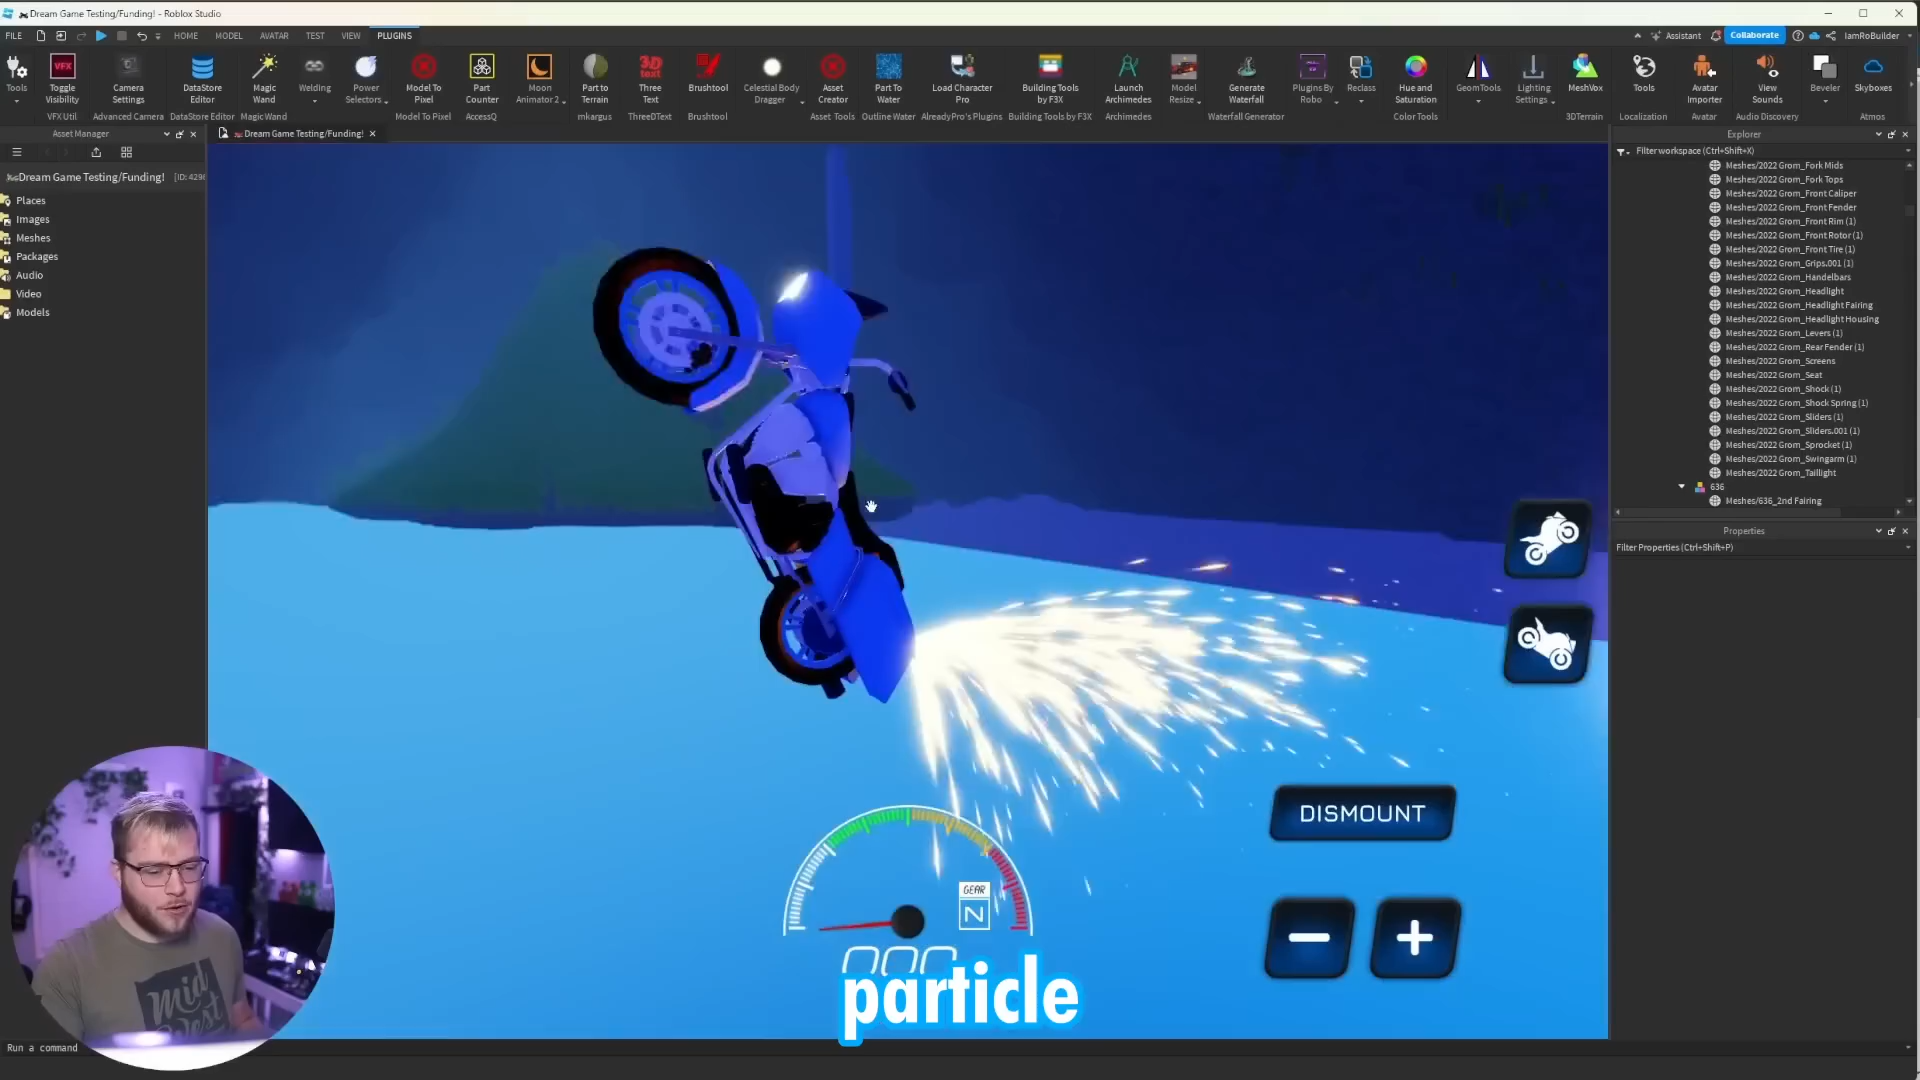 Dream Game Testing/Funding! - Roblox Studio
FILE
HOME
MODEL
AVATAR
TEST
VIEW
PLUGINS
Assistant
Collaborate
IamRoBuilder
Tools
Toggle Visibility
Camera Settings
DataStore Editor
Magic Wand
Welding
Power Selectors
Model To Pixel
Part Counter
Moon Animator 2
Part to Terrain
Three Text
Brushtool
Celestial Body Dragger
Asset Creator
Part To Water
Load Character Pro
Building Tools by F3X
Launch Archimedes
Model Resize
Generate Waterfall
Plugins By Robo
Reclass
Hue and Saturation
GeomTools
Lighting Settings
MeshVox
Tools
Avatar Importer
View Sounds
Beveler
Skyboxes
VFX
3D text
VFX Util
Advanced Camera
DataStore Editor
MagicWand
Model To Pixel
AccessQ
mkargus
ThreeDText
Brushtool
Asset Tools
Outline Water
AlreadyPro's Plugins
Building Tools by F3X
Archimedes
Waterfall Generator
Color Tools
3DTerrain
Localization
Avatar
Audio Discovery
Atmos
Asset Manager
Dream Game Testing/Funding!
Explorer
Filter workspace (Ctrl+Shift+X)
Dream Game Testing/Funding!
[ID: 4296
Places
Images
Meshes
Packages
Audio
Video
Models
Meshes/2022 Grom_Fork Mids
Meshes/2022 Grom_Fork Tops
Meshes/2022 Grom_Front Caliper
Meshes/2022 Grom_Front Fender
Meshes/2022 Grom_Front Rim (1)
Meshes/2022 Grom_Front Rotor (1)
Meshes/2022 Grom_Front Tire (1)
Meshes/2022 Grom_Grips.001 (1)
Meshes/2022 Grom_Handelbars
Meshes/2022 Grom_Headlight
Meshes/2022 Grom_Headlight Fairing
Meshes/2022 Grom_Headlight Housing
Meshes/2022 Grom_Levers (1)
Meshes/2022 Grom_Rear Fender (1)
Meshes/2022 Grom_Screens
Meshes/2022 Grom_Seat
Meshes/2022 Grom_Shock (1)
Meshes/2022 Grom_Shock Spring (1)
Meshes/2022 Grom_Sliders (1)
Meshes/2022 Grom_Sliders.001 (1)
Meshes/2022 Grom_Sprocket (1)
Meshes/2022 Grom_Swingarm (1)
Meshes/2022 Grom_Taillight
636
Meshes/636_2nd Fairing
Properties
Filter Properties (Ctrl+Shift+P)
DISMOUNT
GEAR
N
000
particle
Mid
West
Run a command